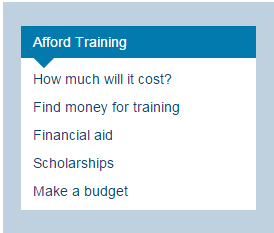 Afford Training
How much will it cost?
Find money for training
Financial aid
Scholarships
Make a budget